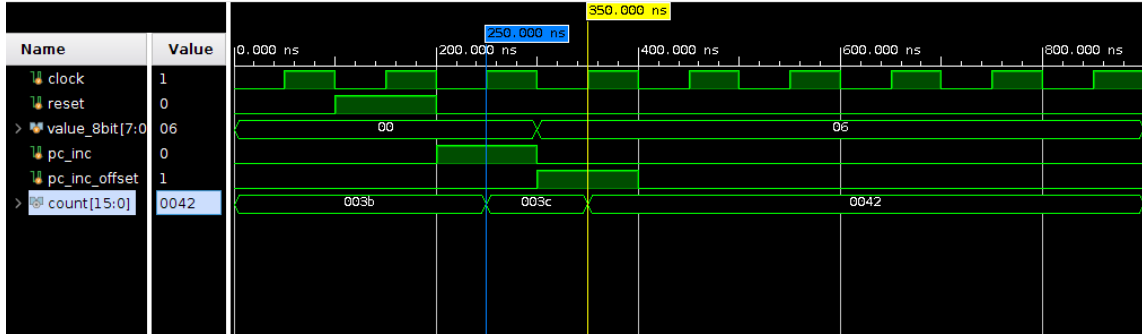 350.000 ns
250.000 ns
Name Value 0.000 ns 200.000 ns 400.000 ns 600.000 ns 800.000 ns
clock 1
reset 0
value_8bit[7:0 06 00 06
pc_inc 0
pc_inc_offset 1
count[15:0] 0042 003b 003c 0042